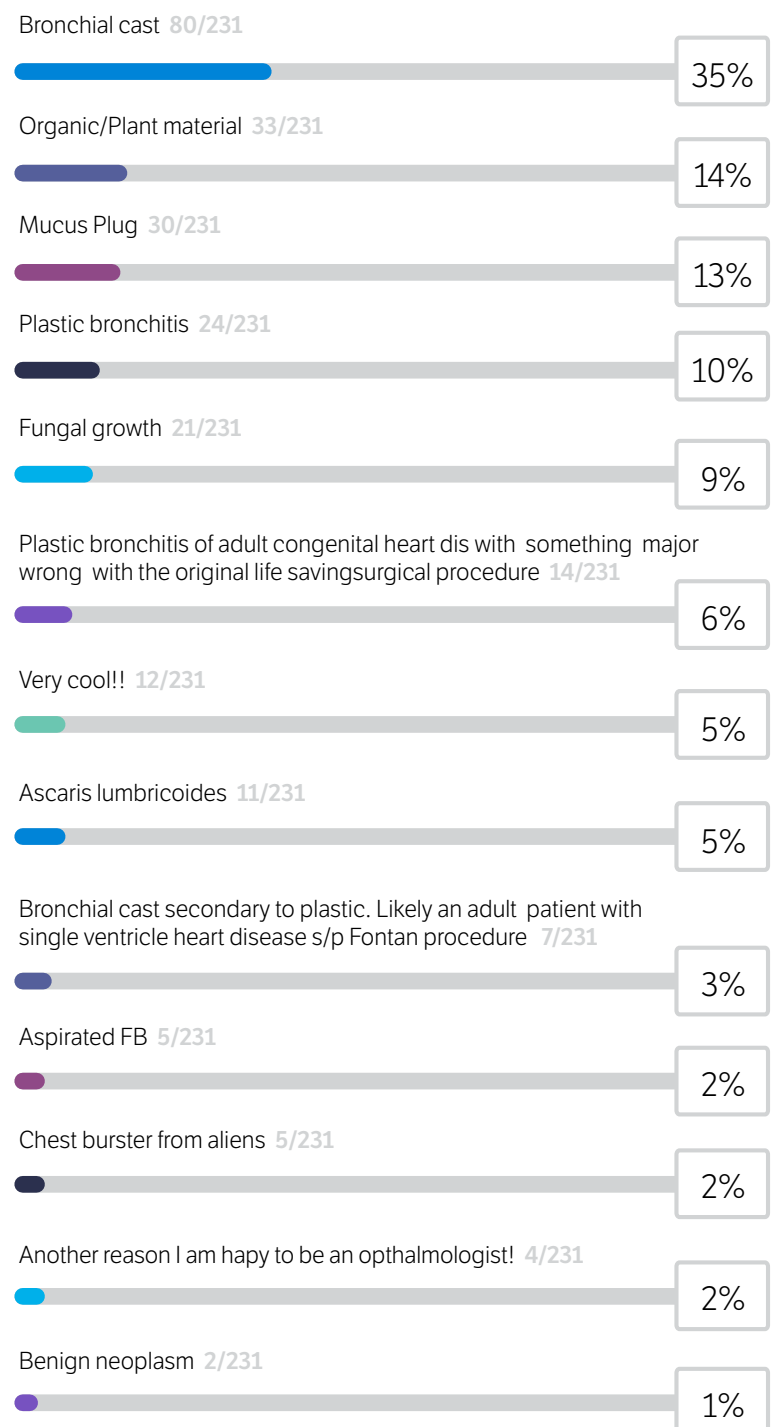 Bronchial cast 80/231
35%
Organic/Plant material 33/231
14%
Mucus Plug 30/231
13%
Plastic bronchitis 24/231
10%
Fungal growth 21/231
9%
Plastic bronchitis of adult congenital heart dis with something major
wrong with the original life savingsurgical procedure 14/231
6%
Very cool!! 12/231
5%
Ascaris lumbricoides 11/231
5%
Bronchial cast secondary to plastic. Likely an adult patient with
single ventricle heart disease s/p Fontan procedure 7/231
3%
Aspirated FB 5/231
2%
Chest burster from aliens 5/231
2%
Another reason I am hapy to be an opthalmologist! 4/231
2%
Benign neoplasm 2/231
1%